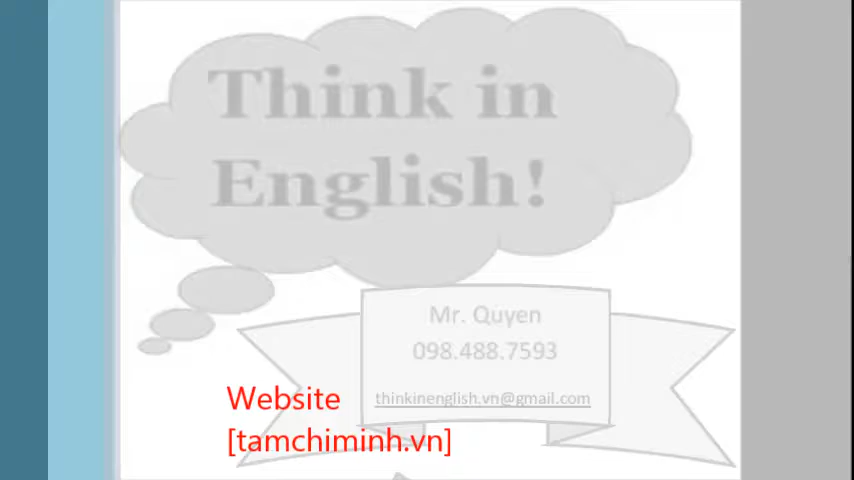 Think in
English!
Mr. Quyen
098.488.7593
thinkinenglish.vn@gmail.com
Website
[tamchiminh.vn]